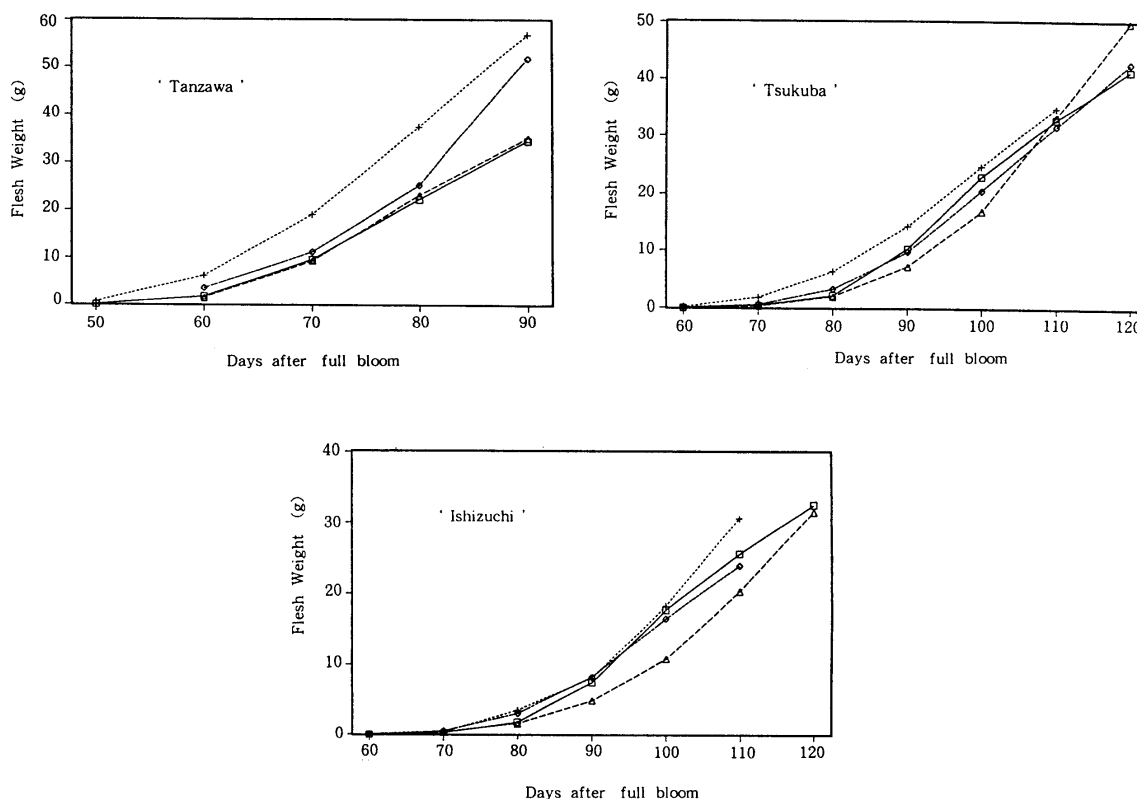 60
50
40
30
20
10
0
Flesh Weight (g)
' Tanzawa '
50 60 70 80 90
Days after full bloom
50
40
30
20
10
0
Flesh Weight (g)
' Tsukuba '
60 70 80 90 100 110 120
Days after full bloom
40
30
20
10
0
Flesh Weight (g)
' Ishizuchi '
60 70 80 90 100 110 120
Days after full bloom